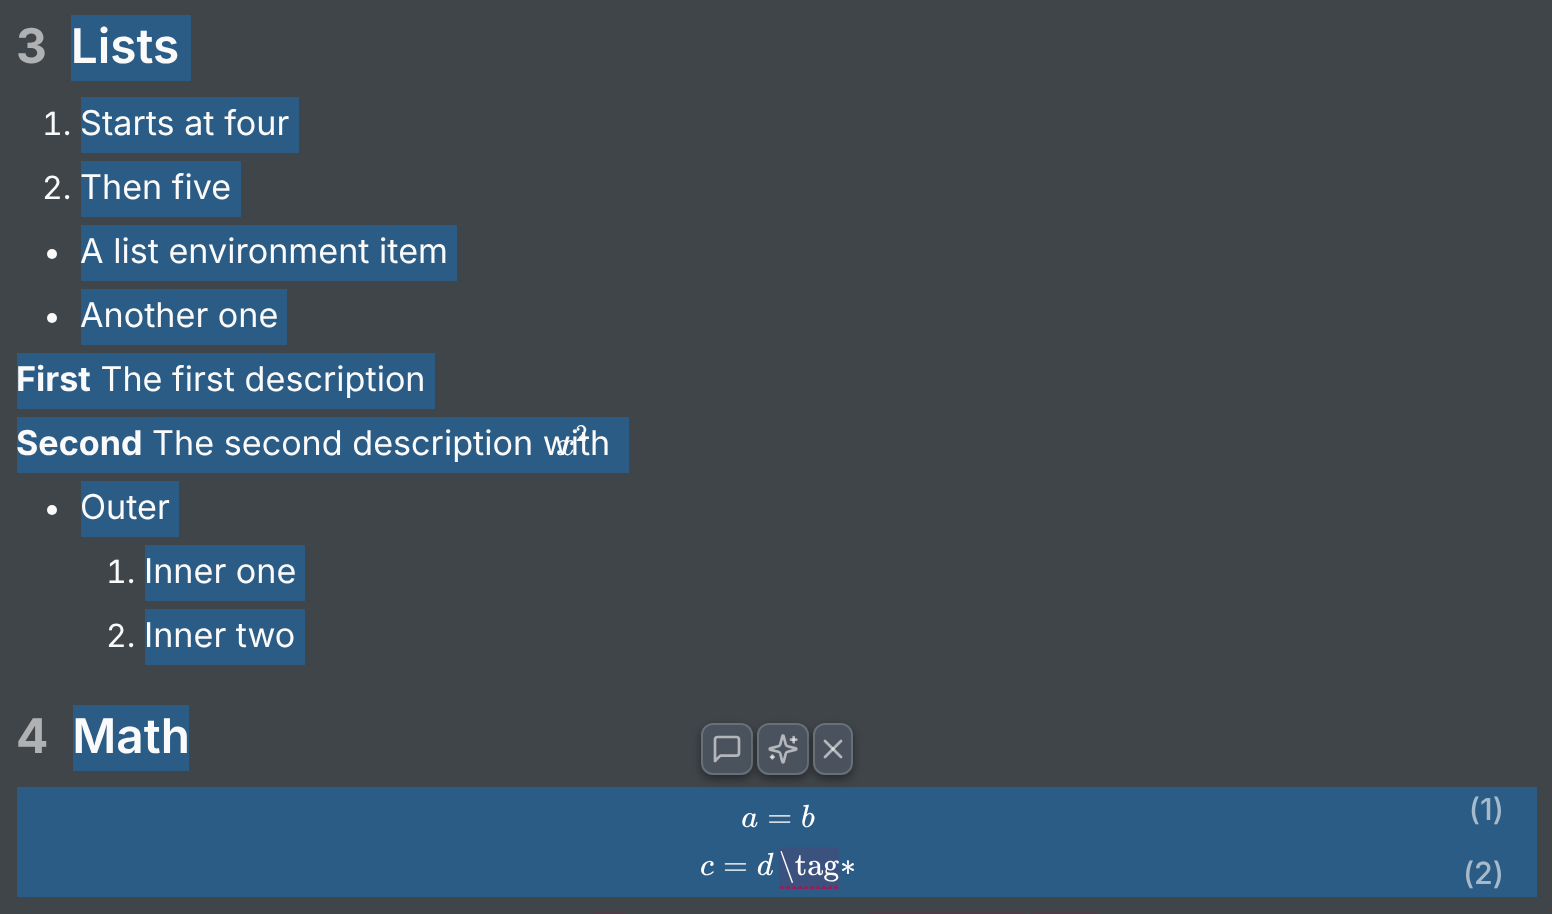 3 Lists
1. Starts at four
2. Then five
• A list environment item
• Another one
First The first description
Second The second description with x²
• Outer
1. Inner one
2. Inner two
4 Math
a = b (1)
c = d \tag* (2)